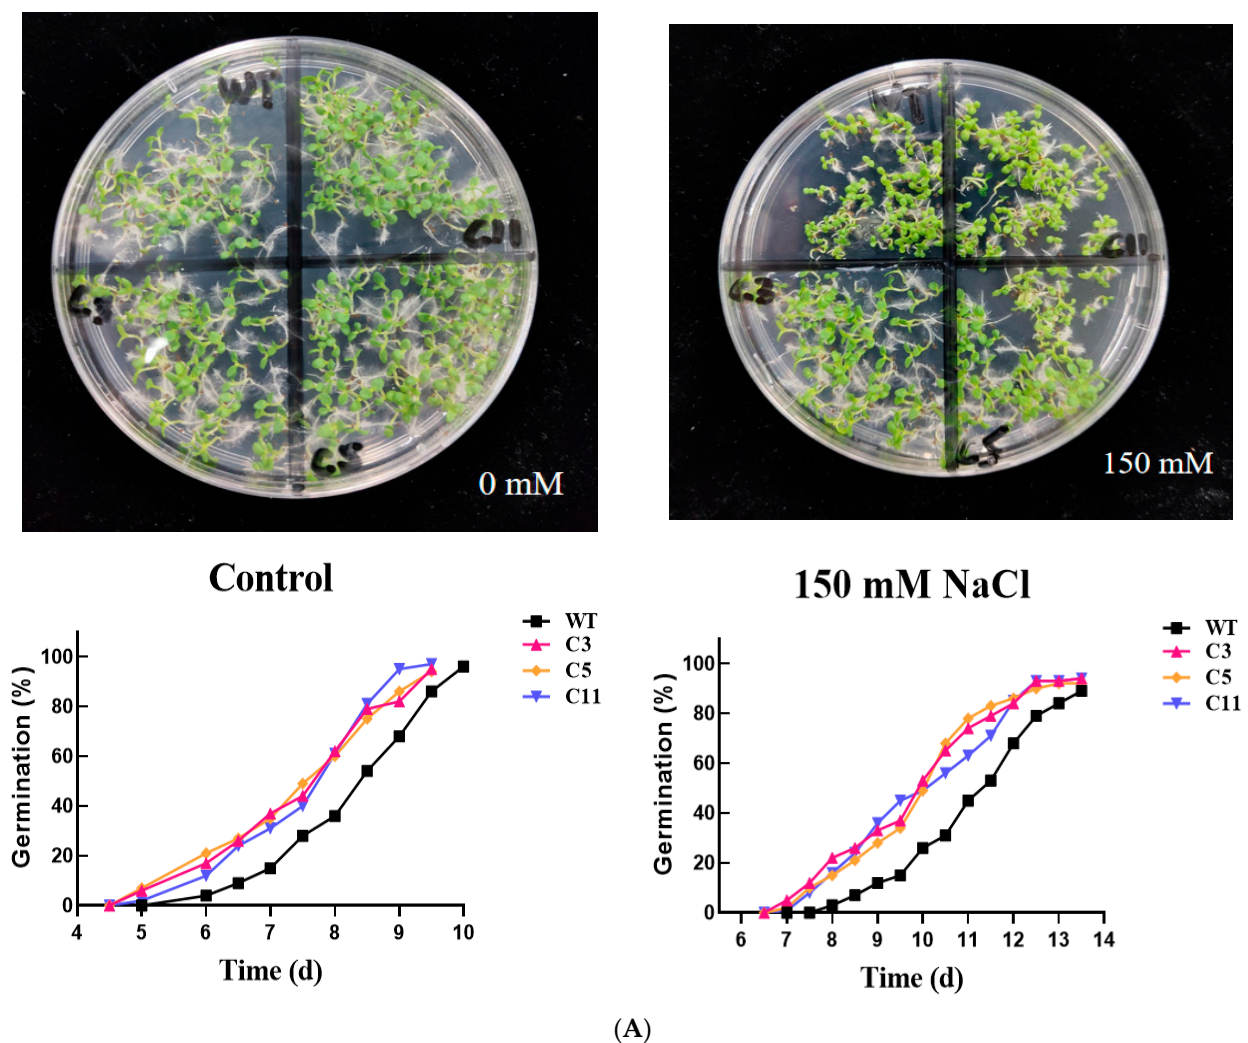 WT
C11
C3
C5
0 mM
WT
C11
C3
C5
150 mM
Control
Germination (%)
100
80
60
40
20
0
4 5 6 7 8 9 10
Time (d)
WT
C3
C5
C11
150 mM NaCl
Germination (%)
100
80
60
40
20
0
6 7 8 9 10 11 12 13 14
Time (d)
WT
C3
C5
C11
(A)